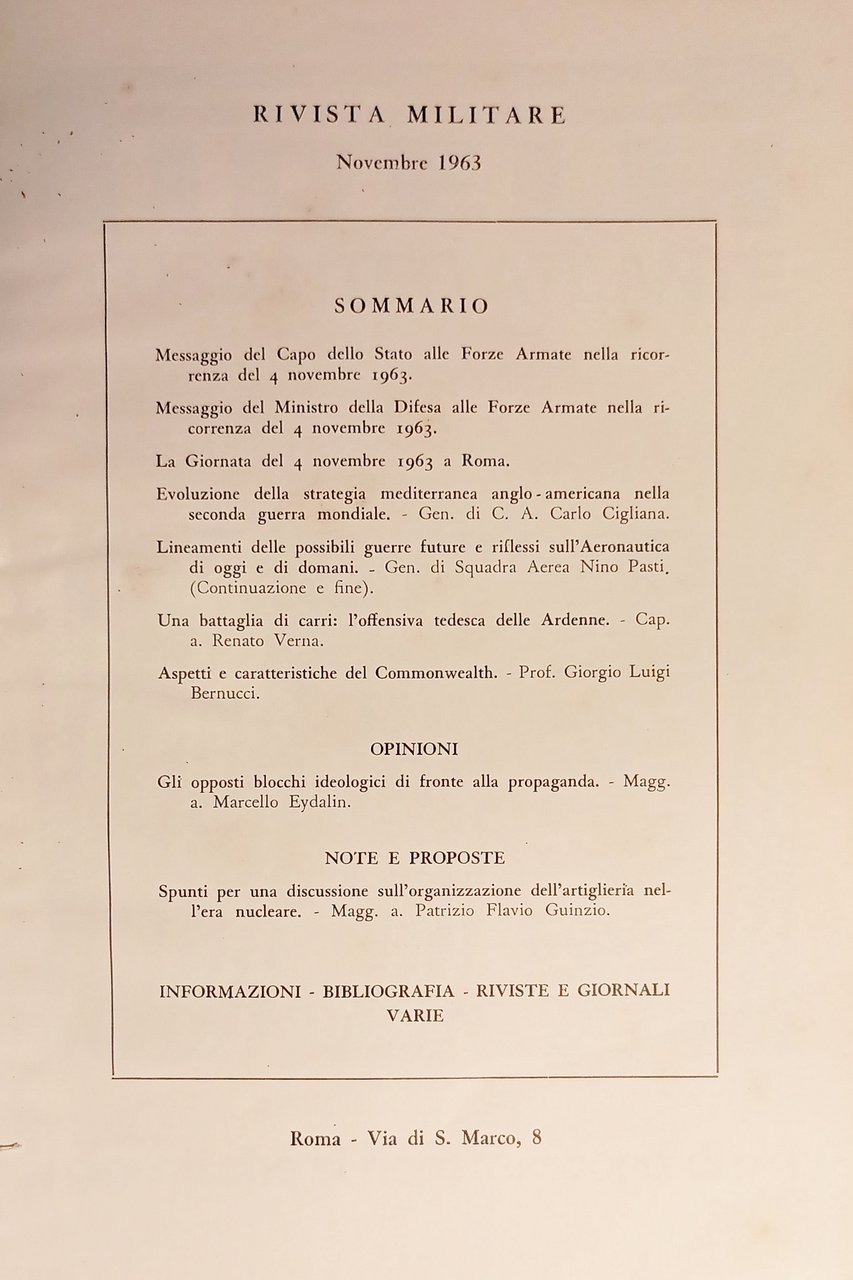 RIVISTA MILITARE
Novembre 1963
SOMMARIO
Messaggio del Capo dello Stato alle Forze Armate nella ricor-
renza del 4 novembre 1963.
Messaggio del Ministro della Difesa alle Forze Armate nella ri-
correnza del 4 novembre 1963.
La Giornata del 4 novembre 1963 a Roma.
Evoluzione della strategia mediterranea anglo-americana nella
seconda guerra mondiale. - Gen. di C. A. Carlo Cigliana.
Lineamenti delle possibili guerre future e riflessi sull'Aeronautica
di oggi e di domani. - Gen. di Squadra Aerea Nino Pasti.
(Continuazione e fine).
Una battaglia di carri: l'offensiva tedesca delle Ardenne. - Cap.
a. Renato Verna.
Aspetti e caratteristiche del Commonwealth. - Prof. Giorgio Luigi
Bernucci.
OPINIONI
Gli opposti blocchi ideologici di fronte alla propaganda. - Magg.
a. Marcello Eydalin.
NOTE E PROPOSTE
Spunti per una discussione sull'organizzazione dell'artiglieria nel-
l'era nucleare. - Magg. a. Patrizio Flavio Guinzio.
INFORMAZIONI - BIBLIOGRAFIA - RIVISTE E GIORNALI
VARIE
Roma - Via di S. Marco, 8